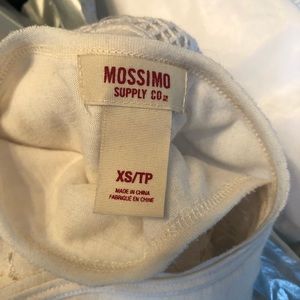 MOSSIMO
SUPPLY CO.
XS/TP
MADE IN CHINA
FABRIQUÉ EN CHINE